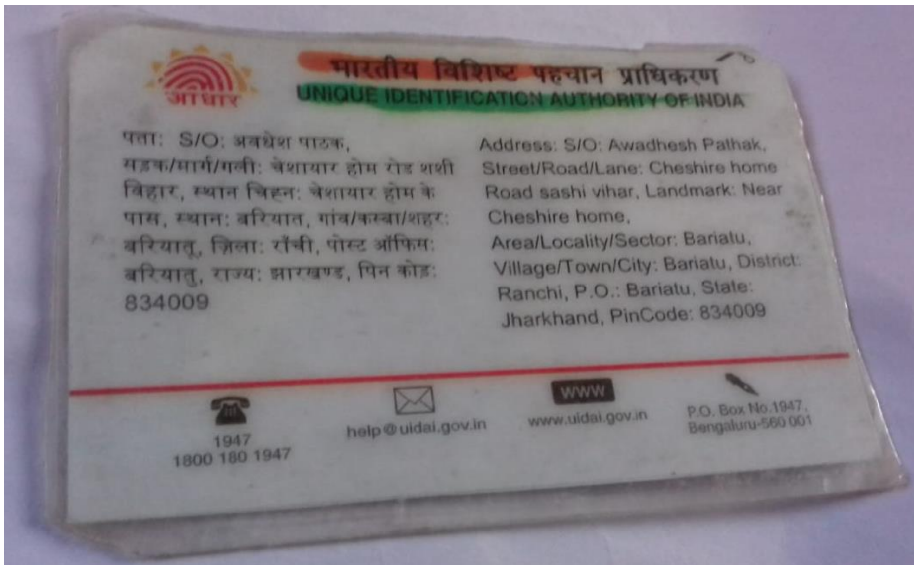 आधार
भारतीय विशिष्ट पहचान प्राधिकरण
UNIQUE IDENTIFICATION AUTHORITY OF INDIA
पता: S/O: अवधेश पाठक,
सड़क/मार्ग/गली: चेशायार होम रोड शशी
विहार, स्थान चिहन: चेशायार होम के
पास, स्थान: बरियात, गांव/कस्बा/शहर:
बरियातू, ज़िला: राँची, पोस्ट ऑफिस:
बरियातु, राज्य: झारखण्ड, पिन कोड:
834009
Address: S/O: Awadhesh Pathak,
Street/Road/Lane: Cheshire home
Road sashi vihar, Landmark: Near
Cheshire home,
Area/Locality/Sector: Bariatu,
Village/Town/City: Bariatu, District:
Ranchi, P.O.: Bariatu, State:
Jharkhand, PinCode: 834009
1947
1800 180 1947
help@uidai.gov.in
www
www.uidai.gov.in
P.O. Box No.1947,
Bengaluru-560 001